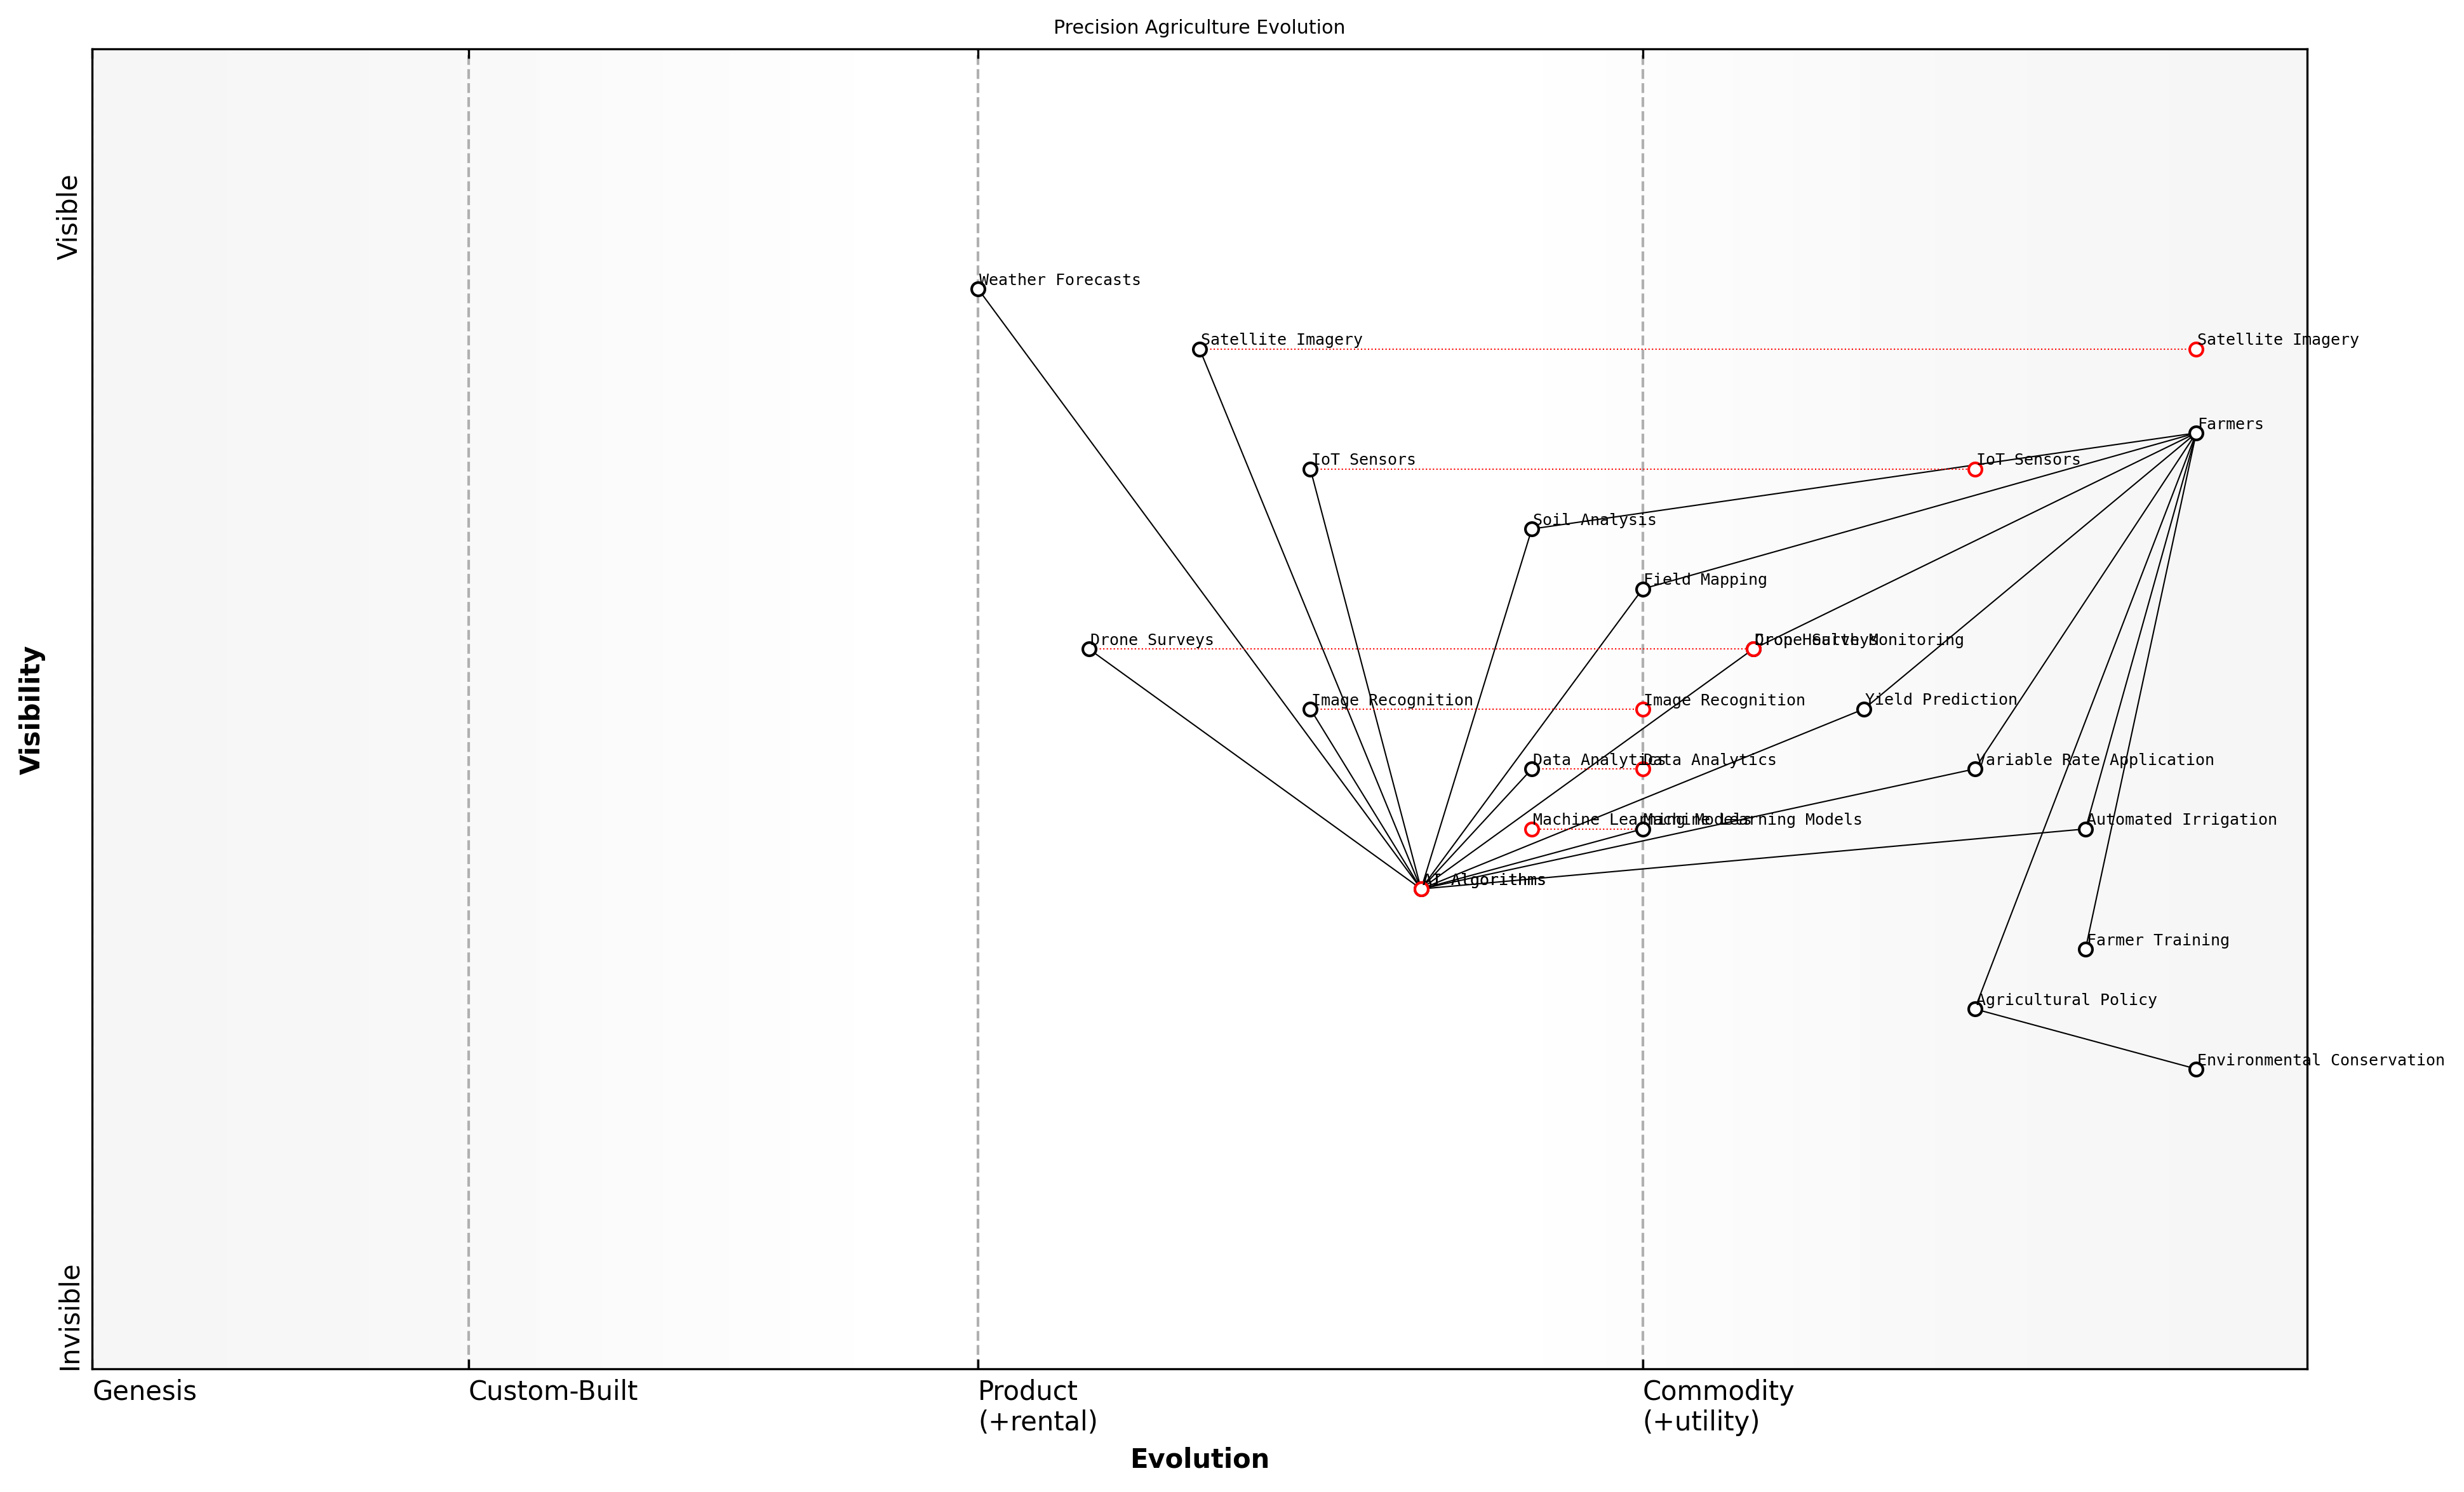 Precision Agriculture Evolution
Visible
Weather Forecasts
Satellite Imagery
Satellite Imagery
Farmers
IoT Sensors
IoT Sensors
Soil Analysis
Field Mapping
Drone Surveys
Drone Surveys
Crop Health Monitoring
Image Recognition
Image Recognition
Yield Prediction
Visibility
Data Analytics
Data Analytics
Variable Rate Application
Machine Learning Models
Machine Learning Models
Automated Irrigation
AI Algorithms
Farmer Training
Agricultural Policy
Environmental Conservation
Invisible
Genesis
Custom-Built
Product
(+rental)
Commodity
(+utility)
Evolution